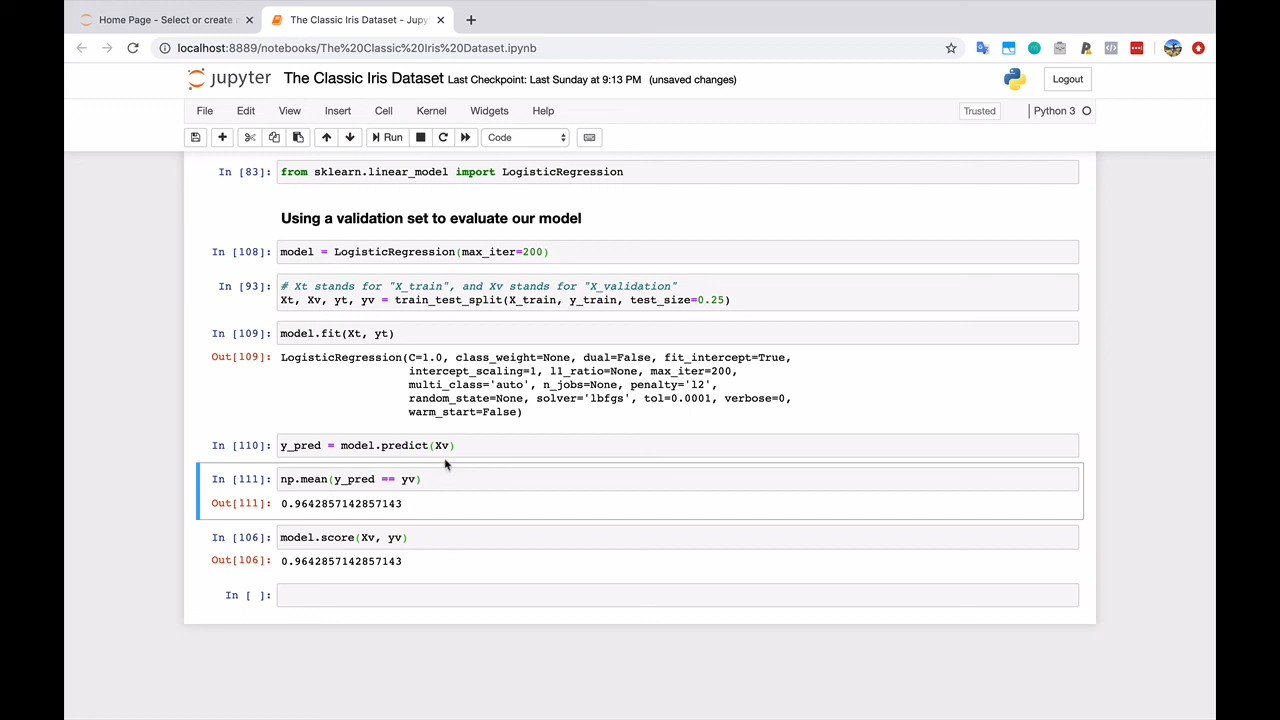 Home Page - Select or create a
The Classic Iris Dataset - Jupyt
localhost:8889/notebooks/The%20Classic%20Iris%20Dataset.ipynb
jupyter The Classic Iris Dataset Last Checkpoint: Last Sunday at 9:13 PM (unsaved changes) Logout
File Edit View Insert Cell Kernel Widgets Help Trusted Python 3
Run Code
In [83]: from sklearn.linear_model import LogisticRegression
Using a validation set to evaluate our model
In [108]: model = LogisticRegression(max_iter=200)
In [93]: # Xt stands for "X_train", and Xv stands for "X_validation"
Xt, Xv, yt, yv = train_test_split(X_train, y_train, test_size=0.25)
In [109]: model.fit(Xt, yt)
Out[109]: LogisticRegression(C=1.0, class_weight=None, dual=False, fit_intercept=True,
intercept_scaling=1, l1_ratio=None, max_iter=200,
multi_class='auto', n_jobs=None, penalty='l2',
random_state=None, solver='lbfgs', tol=0.0001, verbose=0,
warm_start=False)
In [110]: y_pred = model.predict(Xv)
In [111]: np.mean(y_pred == yv)
Out[111]: 0.9642857142857143
In [106]: model.score(Xv, yv)
Out[106]: 0.9642857142857143
In [ ]: